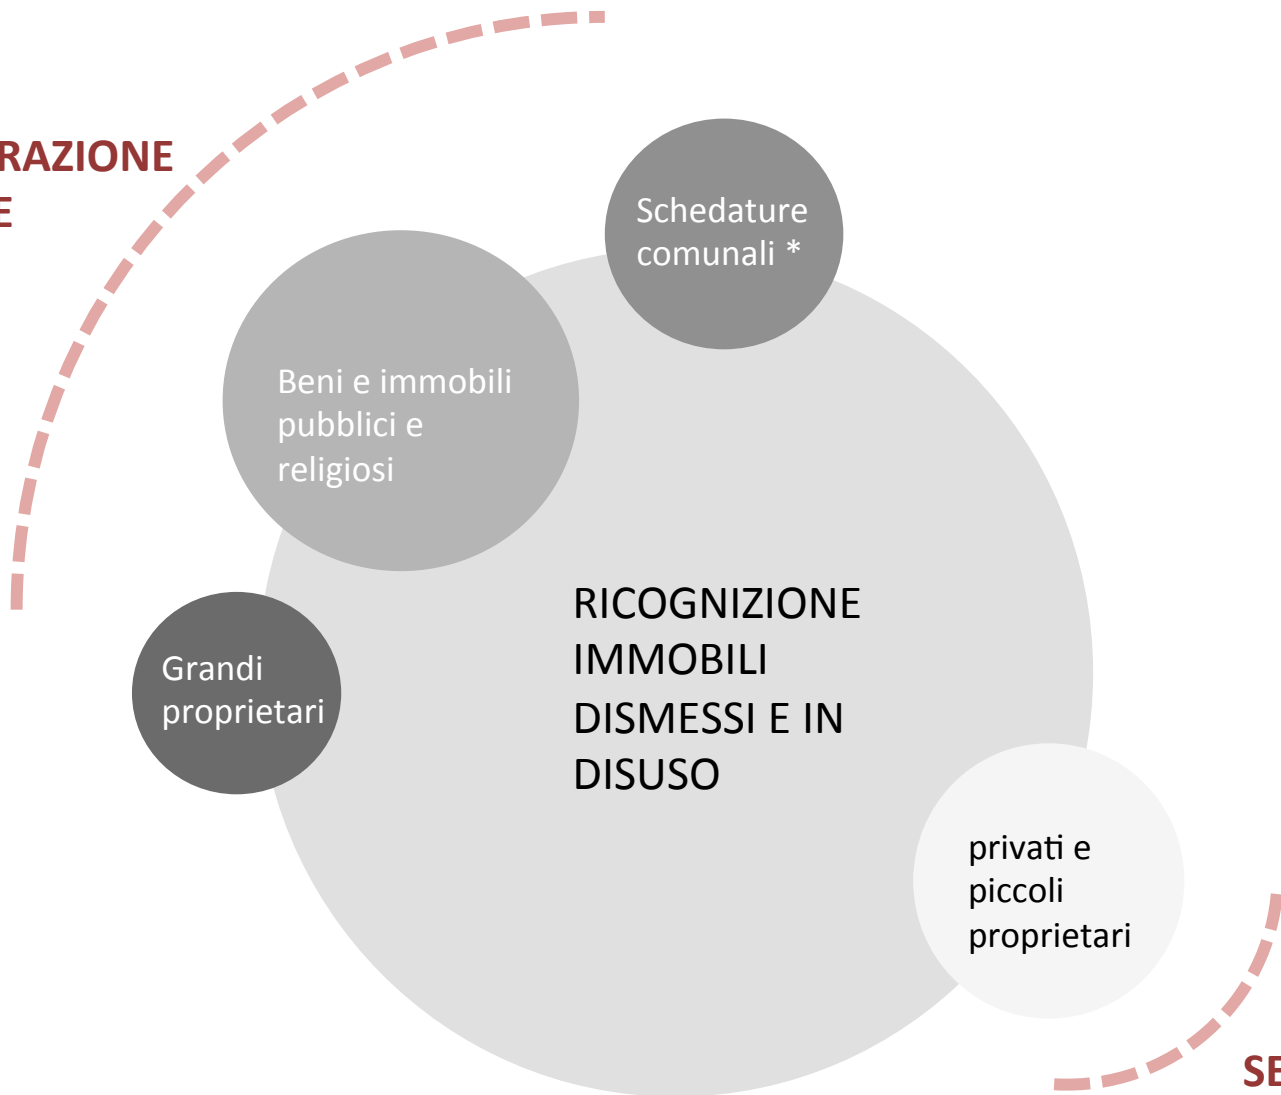 RAZIONE
E
Schedature
comunali *
Beni e immobili
pubblici e
religiosi
RICOGNIZIONE
IMMOBILI
DISMESSI E IN
DISUSO
Grandi
proprietari
privati e
piccoli
proprietari
SE